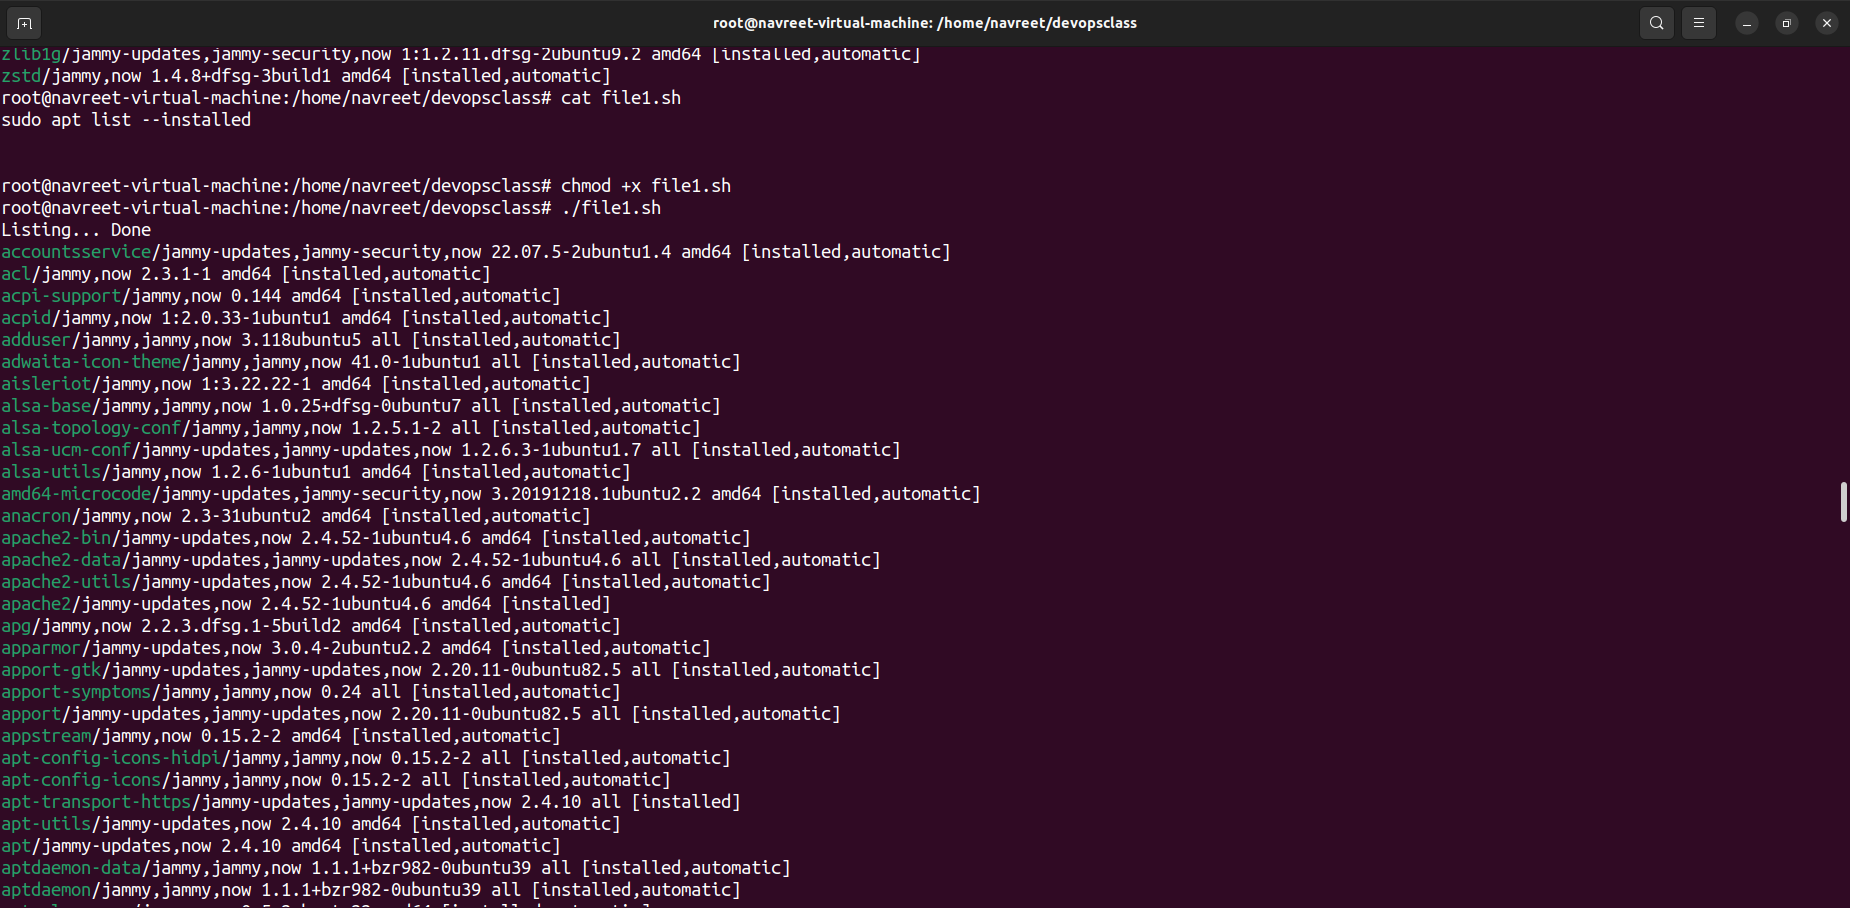 root@navreet-virtual-machine: /home/navreet/devopsclass
zlib1g/jammy-updates,jammy-security,now 1:1.2.11.dfsg-2ubuntu9.2 amd64 [installed,automatic]
zstd/jammy,now 1.4.8+dfsg-3build1 amd64 [installed,automatic]
root@navreet-virtual-machine:/home/navreet/devopsclass# cat file1.sh
sudo apt list --installed
root@navreet-virtual-machine:/home/navreet/devopsclass# chmod +x file1.sh
root@navreet-virtual-machine:/home/navreet/devopsclass# ./file1.sh
Listing... Done
accountsservice/jammy-updates,jammy-security,now 22.07.5-2ubuntu1.4 amd64 [installed,automatic]
acl/jammy,now 2.3.1-1 amd64 [installed,automatic]
acpi-support/jammy,now 0.144 amd64 [installed,automatic]
acpid/jammy,now 1:2.0.33-1ubuntu1 amd64 [installed,automatic]
adduser/jammy,jammy,now 3.118ubuntu5 all [installed,automatic]
adwaita-icon-theme/jammy,jammy,now 41.0-1ubuntu1 all [installed,automatic]
aisleriot/jammy,now 1:3.22.22-1 amd64 [installed,automatic]
alsa-base/jammy,jammy,now 1.0.25+dfsg-0ubuntu7 all [installed,automatic]
alsa-topology-conf/jammy,jammy,now 1.2.5.1-2 all [installed,automatic]
alsa-ucm-conf/jammy-updates,jammy-updates,now 1.2.6.3-1ubuntu1.7 all [installed,automatic]
alsa-utils/jammy,now 1.2.6-1ubuntu1 amd64 [installed,automatic]
amd64-microcode/jammy-updates,jammy-security,now 3.20191218.1ubuntu2.2 amd64 [installed,automatic]
anacron/jammy,now 2.3-31ubuntu2 amd64 [installed,automatic]
apache2-bin/jammy-updates,now 2.4.52-1ubuntu4.6 amd64 [installed,automatic]
apache2-data/jammy-updates,jammy-updates,now 2.4.52-1ubuntu4.6 all [installed,automatic]
apache2-utils/jammy-updates,now 2.4.52-1ubuntu4.6 amd64 [installed,automatic]
apache2/jammy-updates,now 2.4.52-1ubuntu4.6 amd64 [installed]
apg/jammy,now 2.2.3.dfsg.1-5build2 amd64 [installed,automatic]
apparmor/jammy-updates,now 3.0.4-2ubuntu2.2 amd64 [installed,automatic]
apport-gtk/jammy-updates,jammy-updates,now 2.20.11-0ubuntu82.5 all [installed,automatic]
apport-symptoms/jammy,jammy,now 0.24 all [installed,automatic]
apport/jammy-updates,jammy-updates,now 2.20.11-0ubuntu82.5 all [installed,automatic]
appstream/jammy,now 0.15.2-2 amd64 [installed,automatic]
apt-config-icons-hidpi/jammy,jammy,now 0.15.2-2 all [installed,automatic]
apt-config-icons/jammy,jammy,now 0.15.2-2 all [installed,automatic]
apt-transport-https/jammy-updates,jammy-updates,now 2.4.10 all [installed]
apt-utils/jammy-updates,now 2.4.10 amd64 [installed,automatic]
apt/jammy-updates,now 2.4.10 amd64 [installed,automatic]
aptdaemon-data/jammy,jammy,now 1.1.1+bzr982-0ubuntu39 all [installed,automatic]
aptdaemon/jammy,jammy,now 1.1.1+bzr982-0ubuntu39 all [installed,automatic]